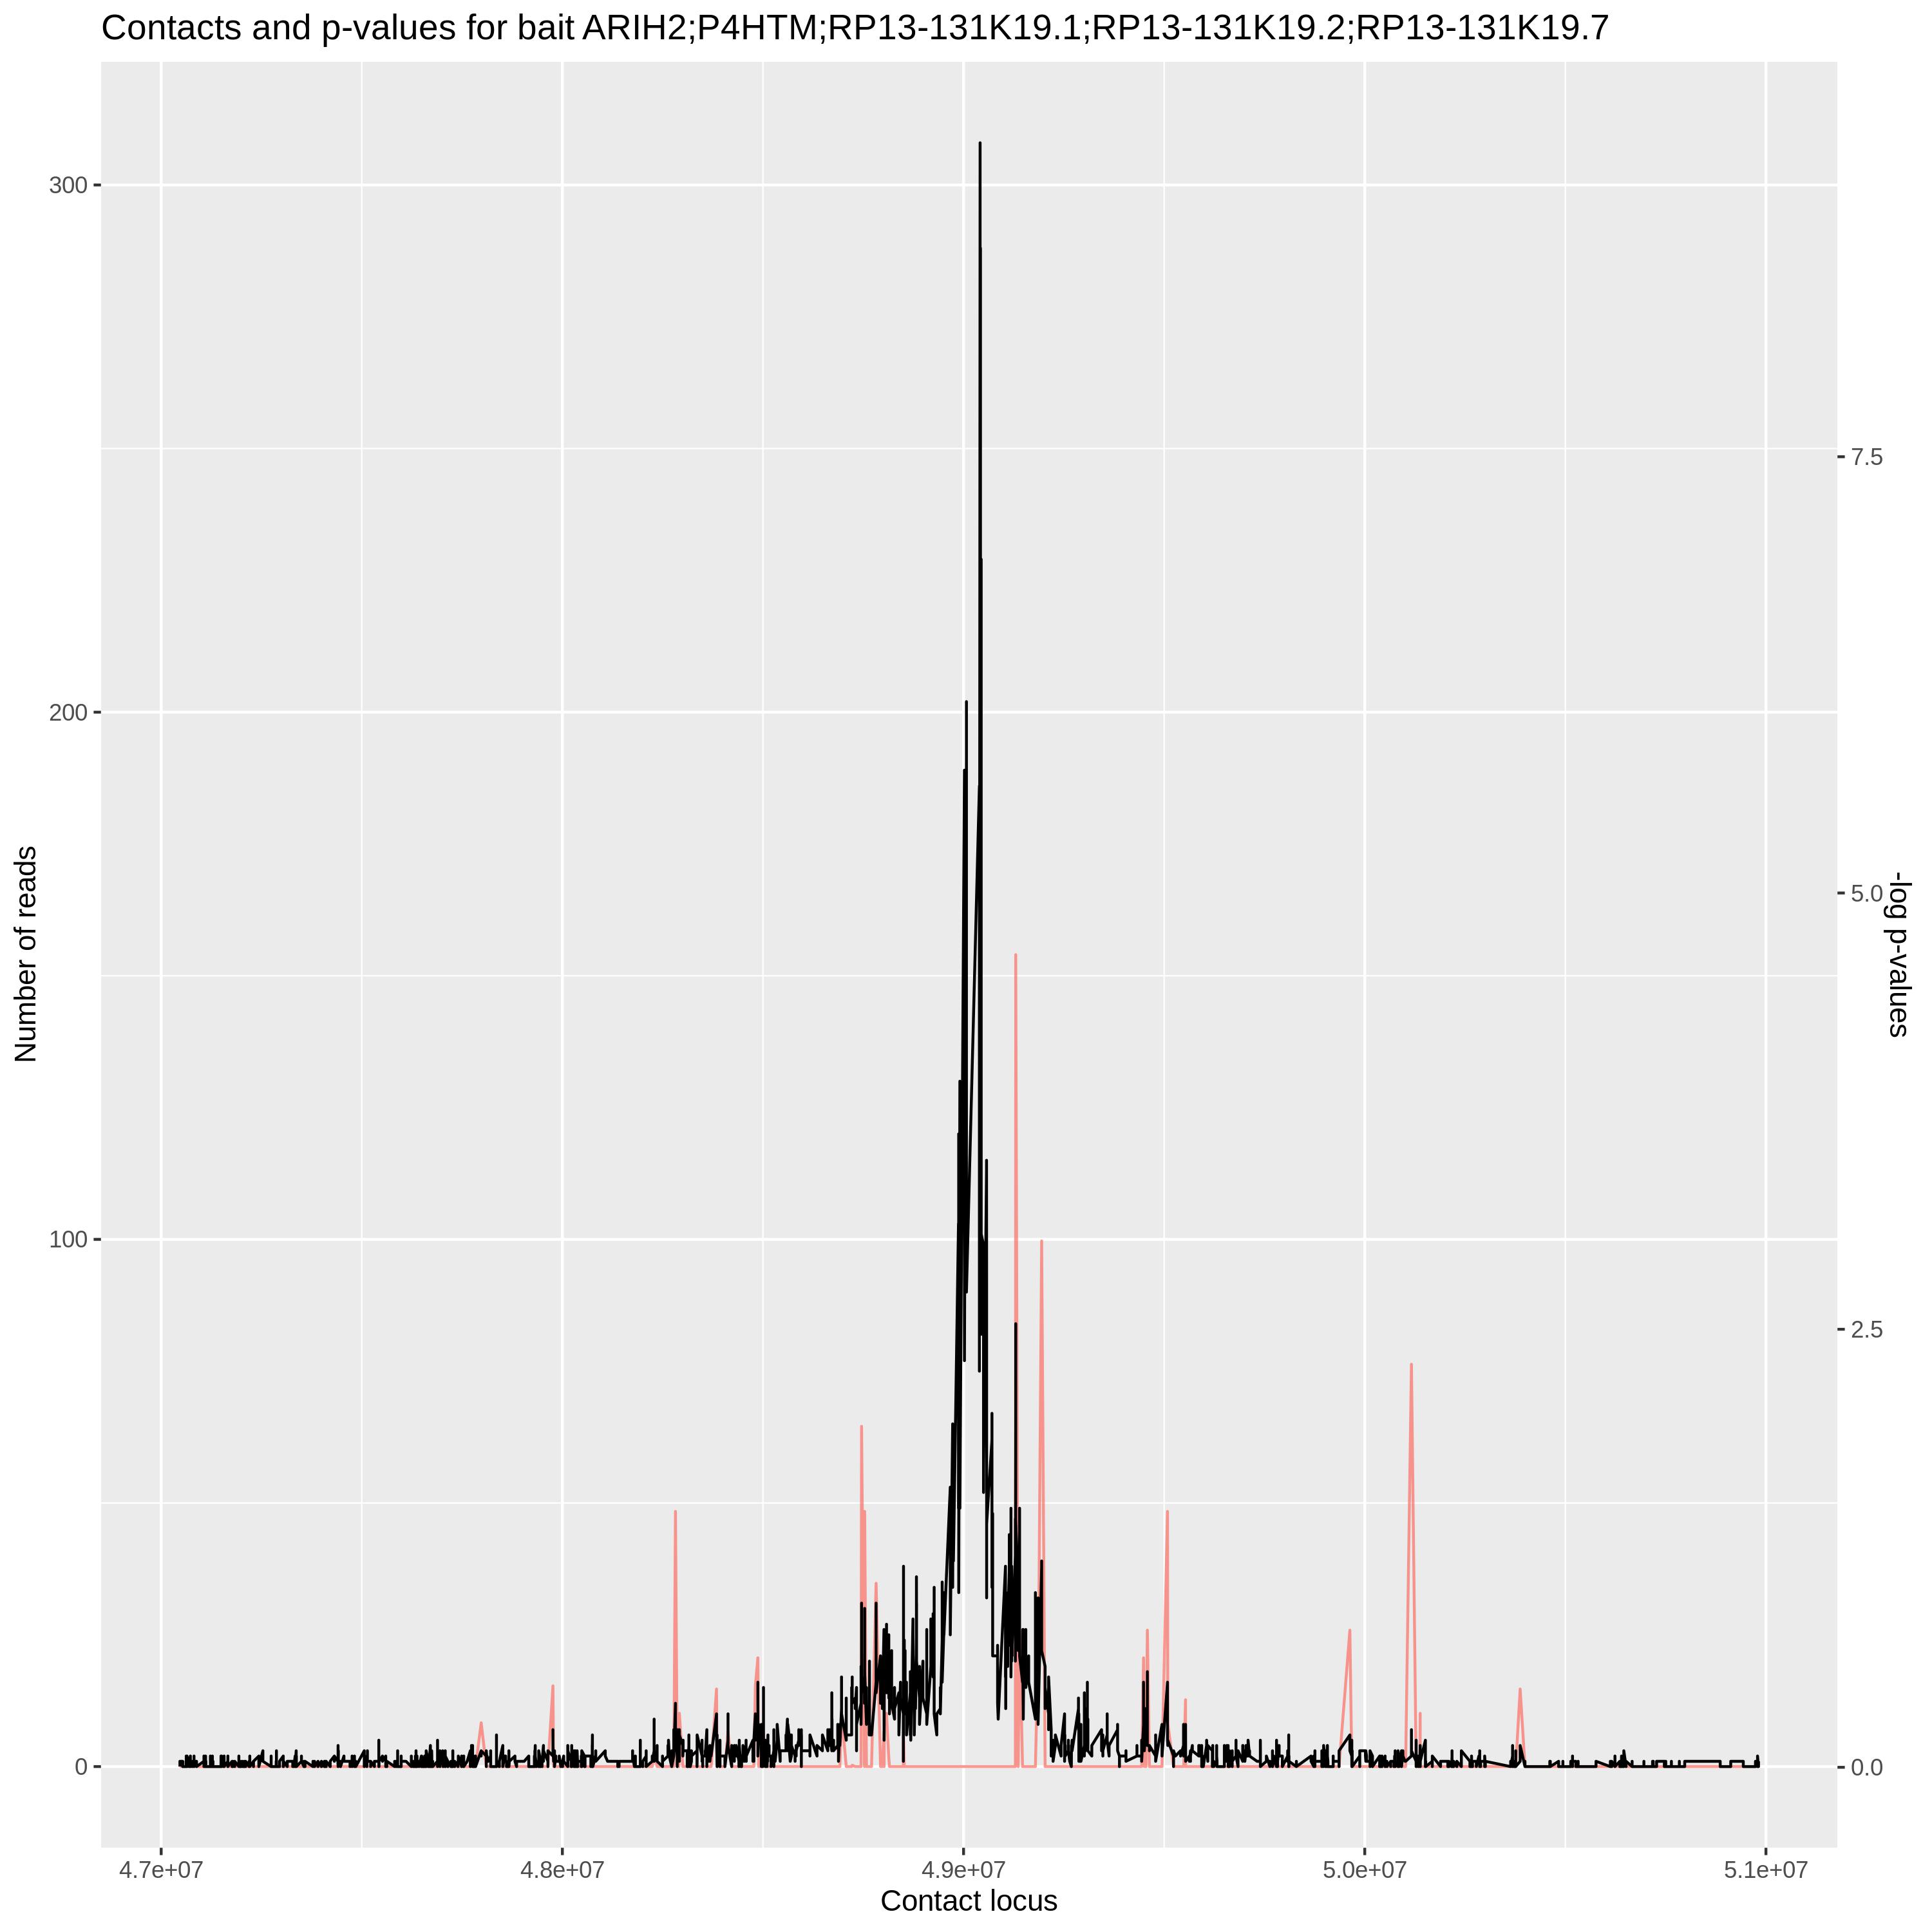 Contacts and p-values for bait ARIH2;P4HTM;RP13-131K19.1;RP13-131K19.2;RP13-131K19.7
300
200
100
0
Number of reads
7.5
5.0
2.5
0.0
-log p-values
4.7e+07
4.8e+07
4.9e+07
5.0e+07
5.1e+07
Contact locus